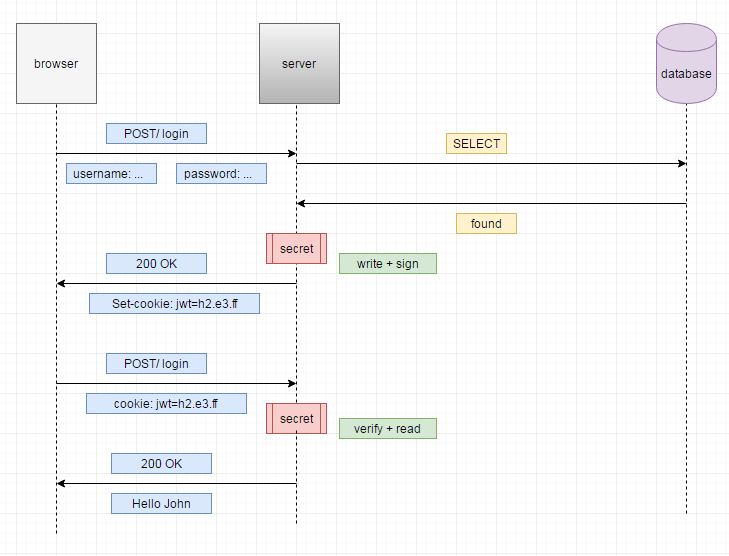 browser
server
database
POST/ login
SELECT
username: ...
password: ...
found
secret
200 OK
write + sign
Set-cookie: jwt=h2.e3.ff
POST/ login
cookie: jwt=h2.e3.ff
secret
verify + read
200 OK
Hello John